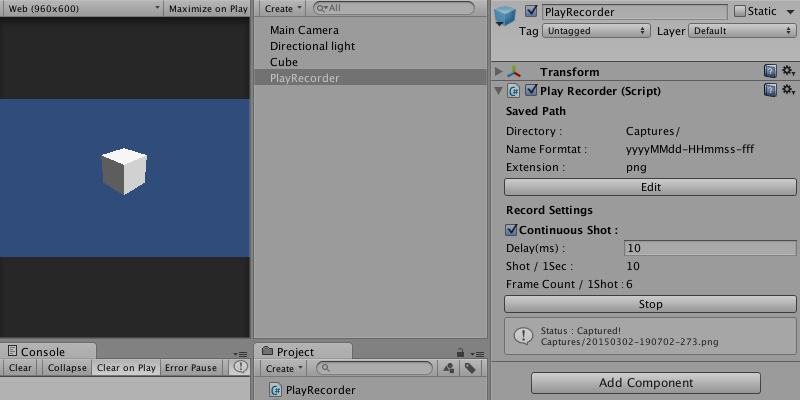 Web (960x600)
Maximize on Play
Create
All
Main Camera
Directional light
Cube
PlayRecorder
Console
Clear
Collapse
Clear on Play
Error Pause
Project
Create
PlayRecorder
PlayRecorder
Static
Tag
Untagged
Layer
Default
Transform
Play Recorder (Script)
Saved Path
Directory :
Captures/
Name Formtat :
yyyyMMdd-HHmmss-fff
Extension :
png
Edit
Record Settings
Continuous Shot :
Delay(ms) :
10
Shot / 1Sec :
10
Frame Count / 1Shot :
6
Stop
Status : Captured!
Captures/20150302-190702-273.png
Add Component